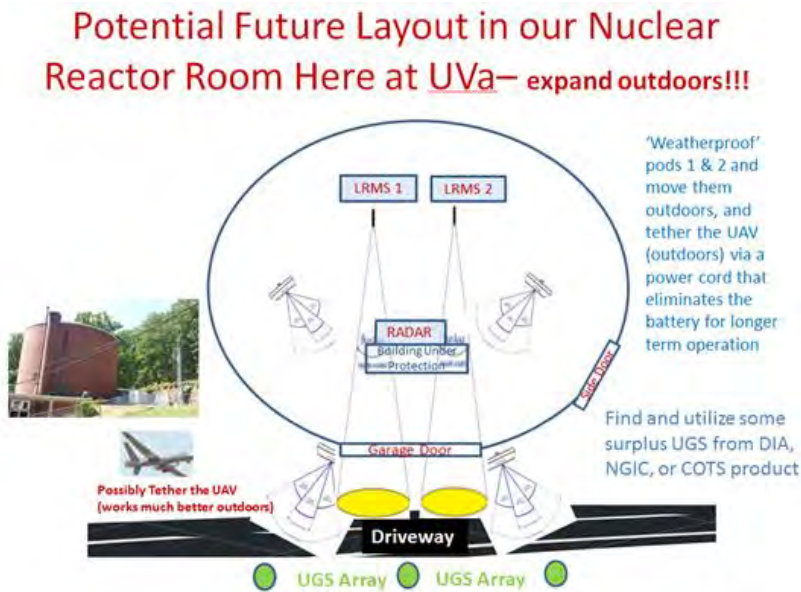 Potential Future Layout in our Nuclear
Reactor Room Here at UVa– expand outdoors!!!
'Weatherproof'
pods 1 & 2 and
move them
outdoors, and
tether the UAV
(outdoors) via a
power cord that
eliminates the
battery for longer
term operation
LRMS 1
LRMS 2
RADAR
Building Under
Protection
Side Door
Garage Door
Find and utilize some
surplus UGS from DIA,
NGIC, or COTS product
Possibly Tether the UAV
(works much better outdoors)
Driveway
UGS Array
UGS Array